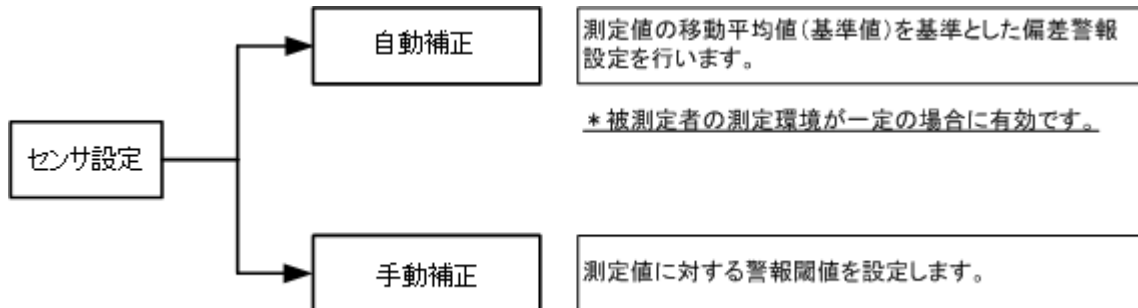 自動補正
測定値の移動平均値(基準値)を基準とした偏差警報
設定を行います。
*被測定者の測定環境が一定の場合に有効です。
センサ設定
手動補正
測定値に対する警報閾値を設定します。